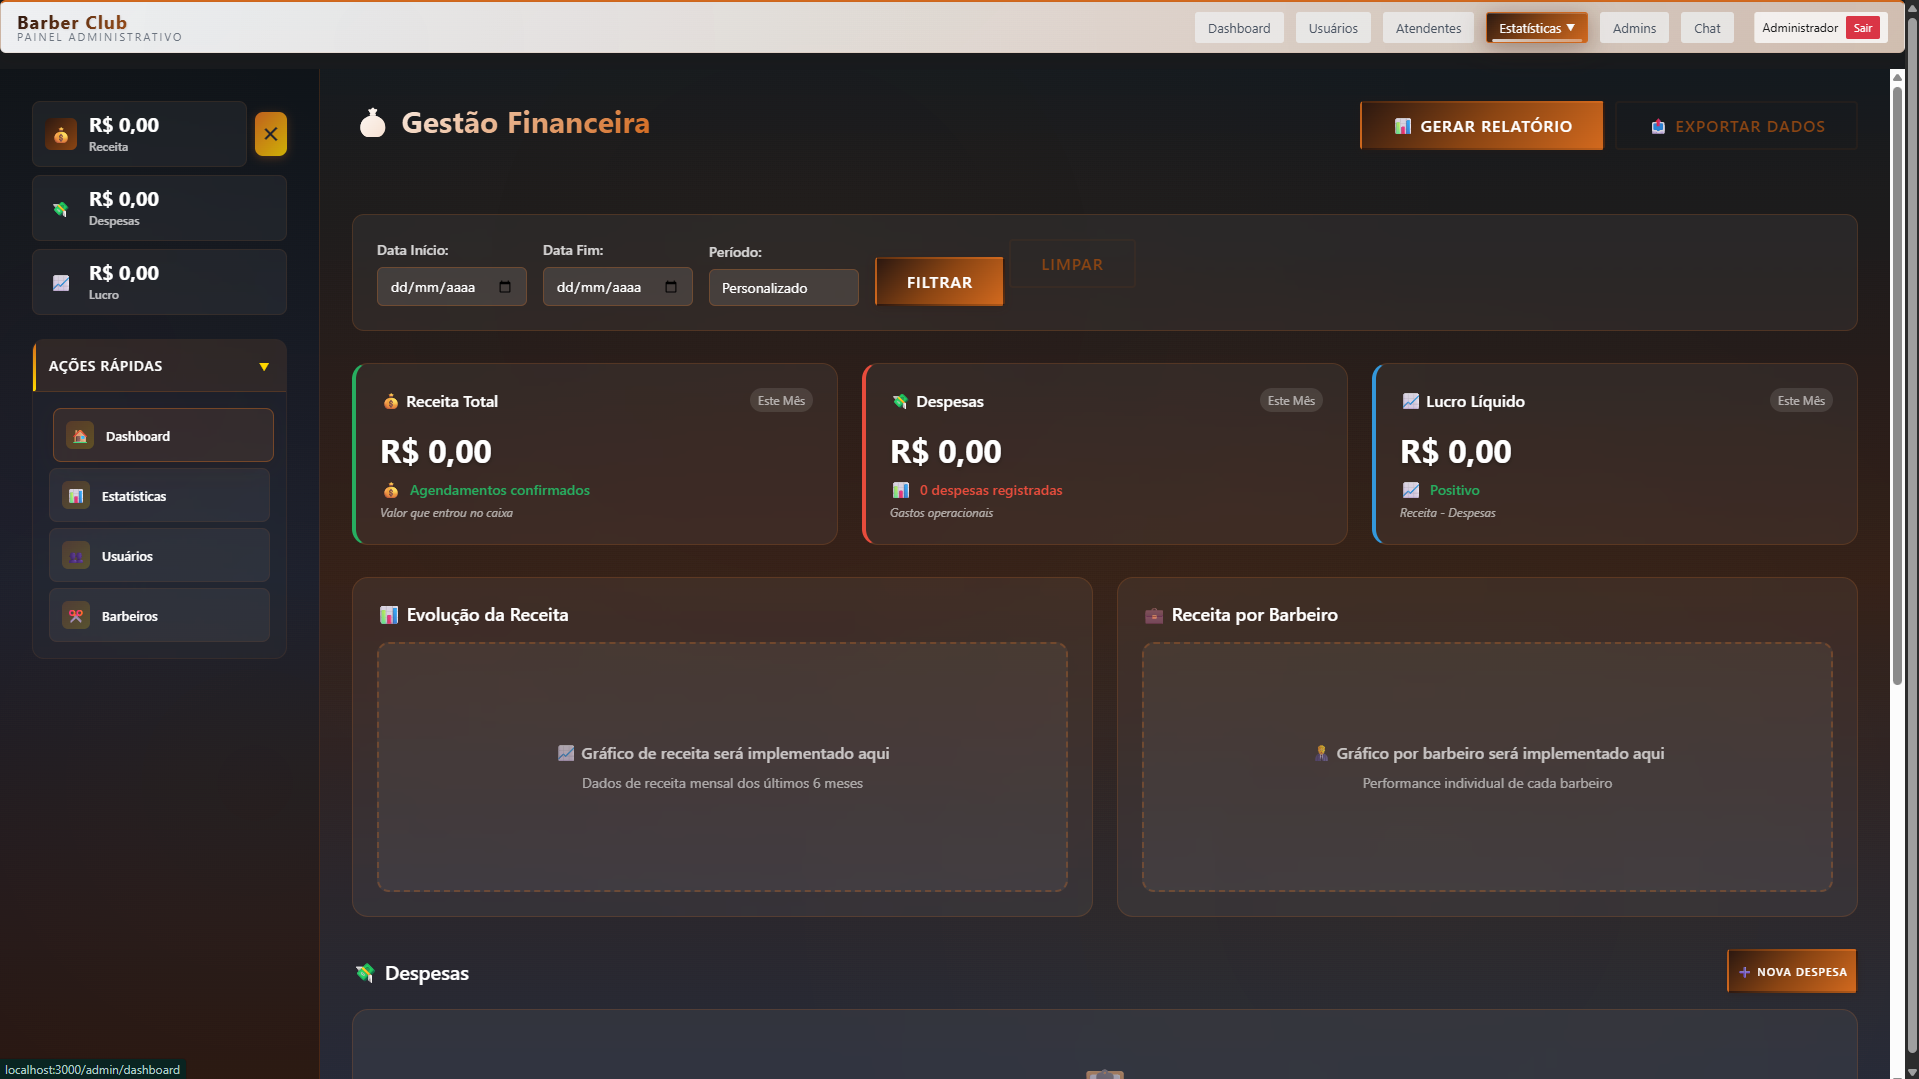 Barber Club
PAINEL ADMINISTRATIVO
Dashboard
Usuários
Atendentes
Estatísticas ▼
Admins
Chat
Administrador
Sair
R$ 0,00
Receita
R$ 0,00
Despesas
R$ 0,00
Lucro
AÇÕES RÁPIDAS
Dashboard
Estatísticas
Usuários
Barbeiros
Gestão Financeira
GERAR RELATÓRIO
EXPORTAR DADOS
Data Início:
dd/mm/aaaa
Data Fim:
dd/mm/aaaa
Período:
Personalizado
FILTRAR
LIMPAR
Receita Total
Este Mês
R$ 0,00
Agendamentos confirmados
Valor que entrou no caixa
Despesas
Este Mês
R$ 0,00
0 despesas registradas
Gastos operacionais
Lucro Líquido
Este Mês
R$ 0,00
Positivo
Receita - Despesas
Evolução da Receita
Gráfico de receita será implementado aqui
Dados de receita mensal dos últimos 6 meses
Receita por Barbeiro
Gráfico por barbeiro será implementado aqui
Performance individual de cada barbeiro
Despesas
NOVA DESPESA
localhost:3000/admin/dashboard